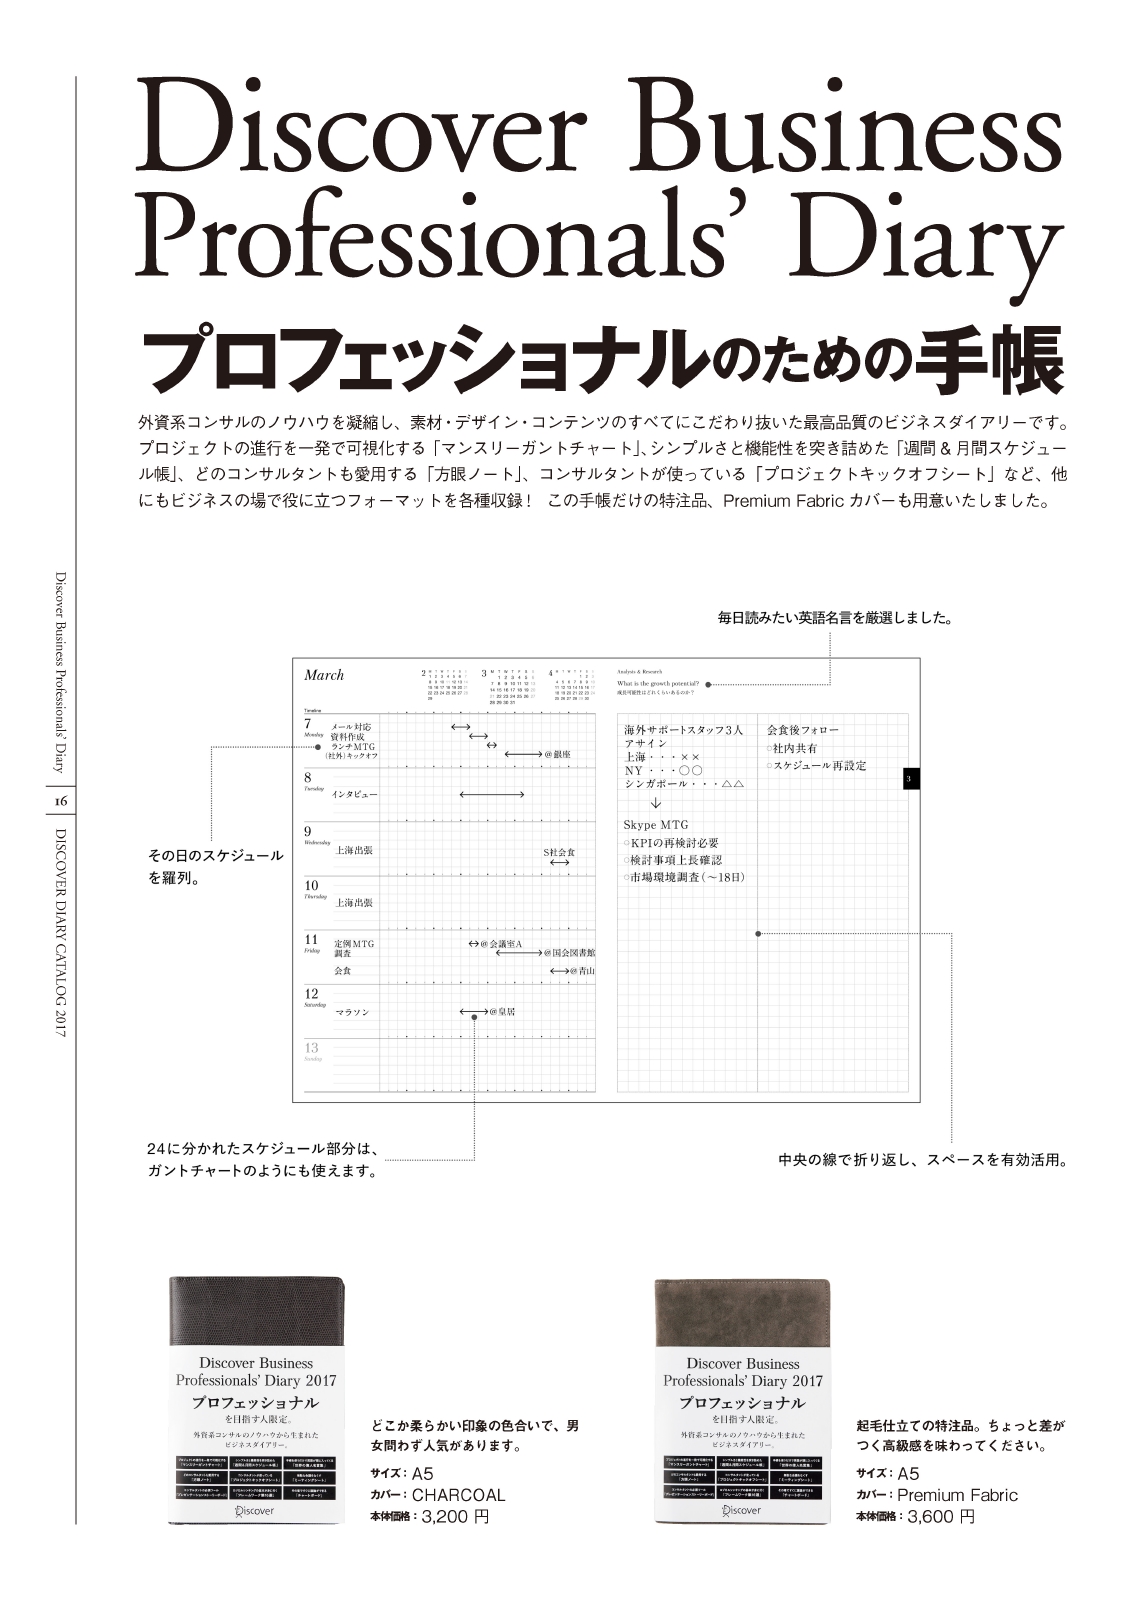 Discover Business
Professionals’ Diary
プロフェッショナルのための手帳
外資系コンサルのノウハウを凝縮し、素材・デザイン・コンテンツのすべてにこだわり抜いた最高品質のビジネスダイアリーです。
プロジェクトの進行を一発で可視化する「マンスリーガントチャート」、シンプルさと機能性を突き詰めた「週間 & 月間スケジュー
ル帳」、どのコンサルタントも愛用する「方眼ノート」、コンサルタントが使っている「プロジェクトキックオフシート」など、他
にもビジネスの場で役に立つフォーマットを各種収録！ この手帳だけの特注品、Premium Fabric カバーも用意いたしました。
Discover Business Professionals’ Diary
16
DISCOVER DIARY CATALOG 2017
毎日読みたい英語名言を厳選しました。
March
2
3
4
Analysis & Research
What is the growth potential?
成長可能性はどれくらいあるのか？
Timeline
7
Monday
メール対応
資料作成
ランチMTG
（社外）キックオフ
@銀座
8
Tuesday
インタビュー
9
Wednesday
上海出張
S社会食
10
Thursday
上海出張
11
Friday
定例MTG
調査
会食
@会議室A
@国会図書館
@青山
12
Saturday
マラソン
@皇居
13
Sunday
海外サポートスタッフ3人
アサイン
上海・・・××
NY・・・○○
シンガポール・・・△△
↓
Skype MTG
○KPIの再検討必要
○検討事項上長確認
○市場環境調査（～18日）
会食後フォロー
○社内共有
○スケジュール再設定
3
その日のスケジュール
を羅列。
24に分かれたスケジュール部分は、
ガントチャートのようにも使えます。
中央の線で折り返し、スペースを有効活用。
Discover Business
Professionals’ Diary 2017
プロフェッショナル
を目指す人限定。
外資系コンサルのノウハウから生まれた
ビジネスダイアリー。
Discover
どこか柔らかい印象の色合いで、男
女問わず人気があります。
サイズ：A5
カバー：CHARCOAL
本体価格：3,200 円
Discover Business
Professionals’ Diary 2017
プロフェッショナル
を目指す人限定。
外資系コンサルのノウハウから生まれた
ビジネスダイアリー。
Discover
起毛仕立ての特注品。ちょっと差が
つく高級感を味わってください。
サイズ：A5
カバー：Premium Fabric
本体価格：3,600 円